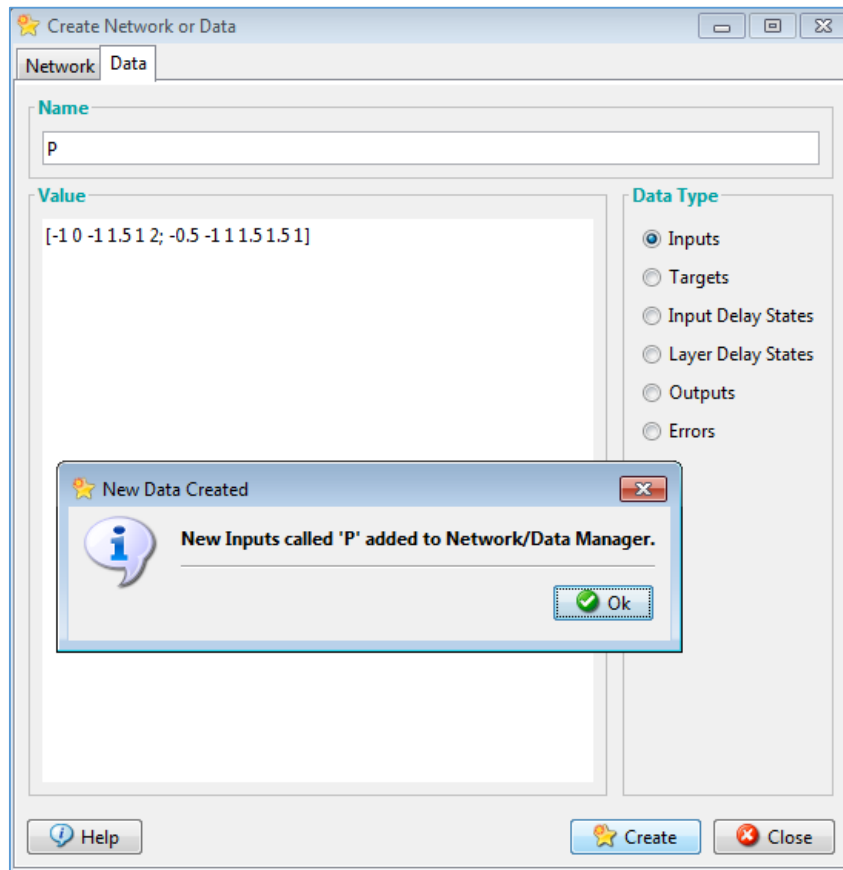 Create Network or Data
Network Data
Name
P
Value
[-1 0 -1 1.5 1 2; -0.5 -1 1 1.5 1.5 1]
Data Type
Inputs
Targets
Input Delay States
Layer Delay States
Outputs
Errors
New Data Created
New Inputs called 'P' added to Network/Data Manager.
Ok
Help
Create
Close